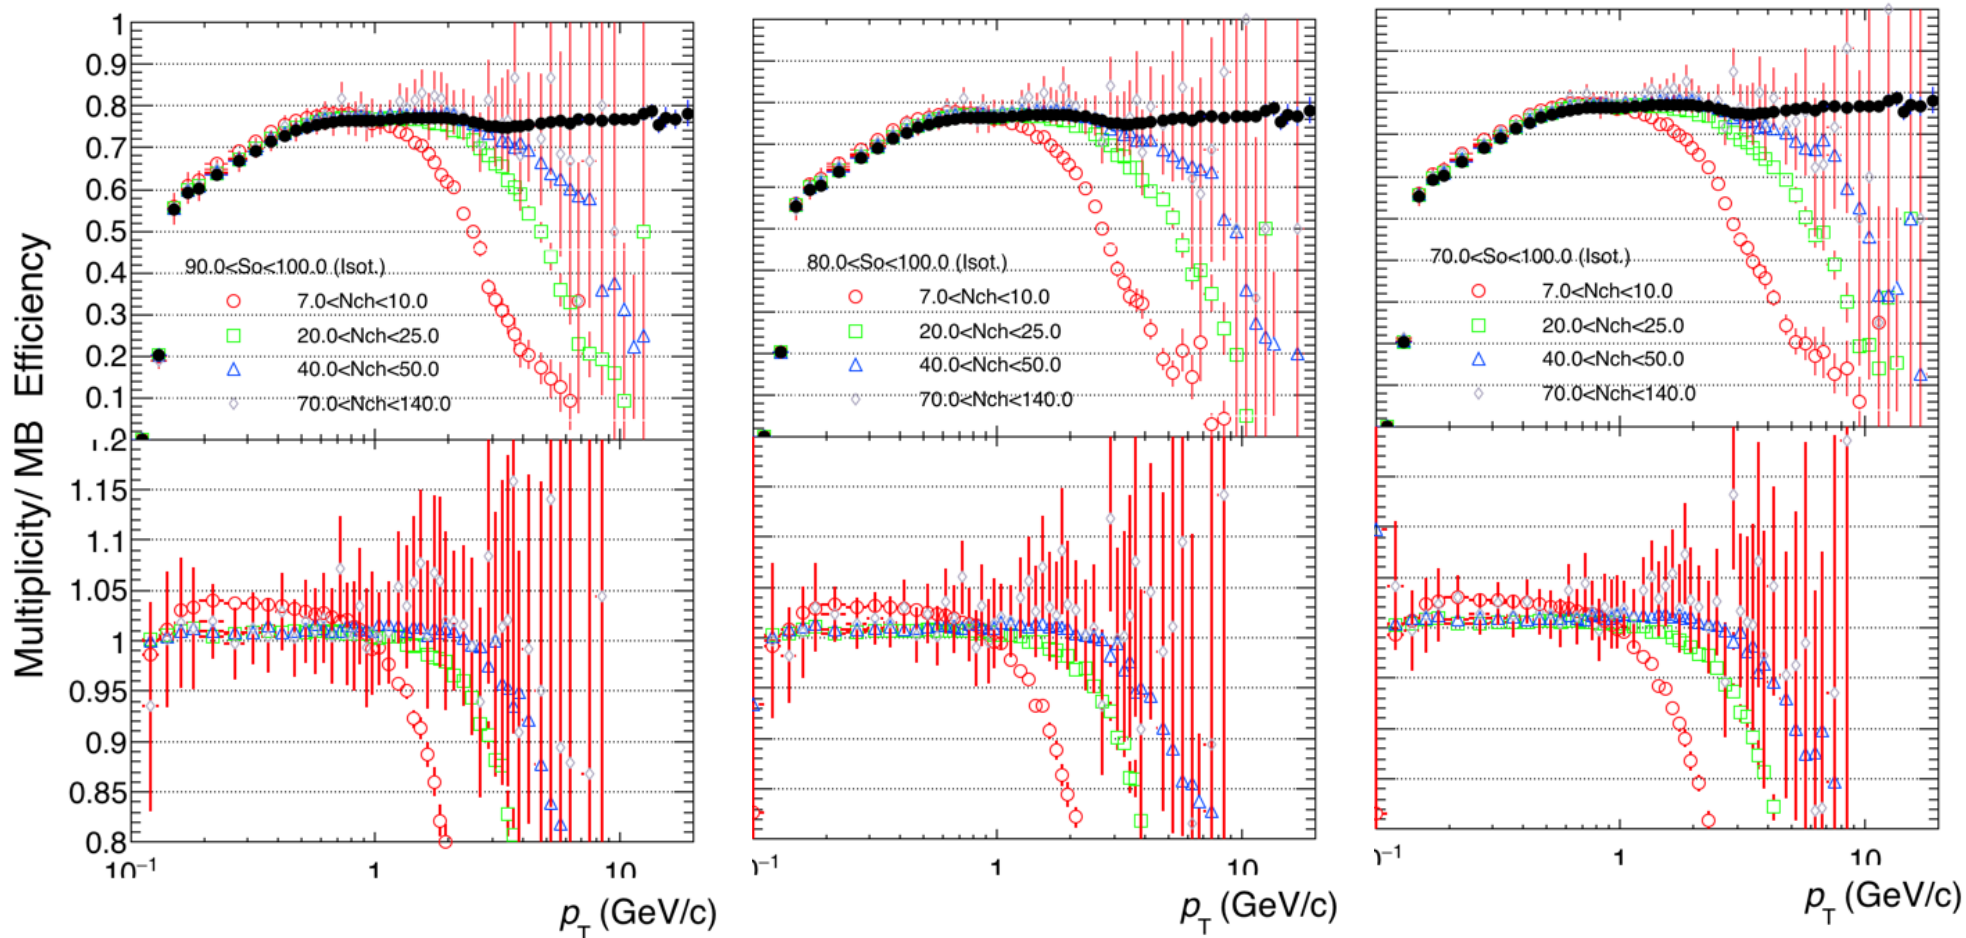 Multiplicity/ MB Efficiency
1
0.9
0.8
0.7
0.6
0.5
0.4
0.3
0.2
0.1
90.0<So<100.0 (Isot.)
7.0<Nch<10.0
20.0<Nch<25.0
40.0<Nch<50.0
70.0<Nch<140.0
1.2
1.15
1.1
1.05
1
0.95
0.9
0.85
0.8
10⁻¹ 1 10
p_T (GeV/c)
80.0<So<100.0 (Isot.)
7.0<Nch<10.0
20.0<Nch<25.0
40.0<Nch<50.0
70.0<Nch<140.0
0⁻¹ 1 10
p_T (GeV/c)
70.0<So<100.0 (Isot.)
7.0<Nch<10.0
20.0<Nch<25.0
40.0<Nch<50.0
70.0<Nch<140.0
0⁻¹ 1 10
p_T (GeV/c)